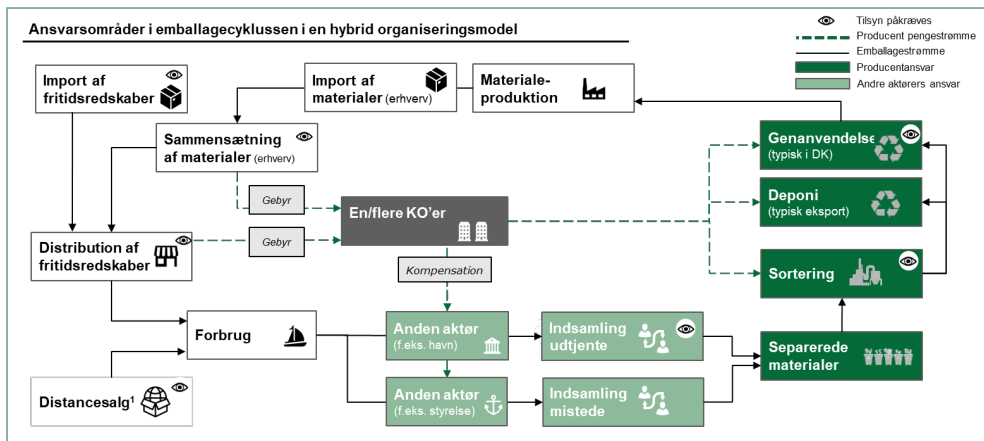 Ansvarsområder i emballagecyklussen i en hybrid organiseringsmodel
Tilsyn påkræves
Producent pengestrømme
Emballagestrømme
Producentansvar
Andre aktørers ansvar
Import af
fritidsredskaber
Import af
materialer (erhverv)
Materiale-
produktion
Sammensætning
af materialer (erhverv)
Genanvendelse
(typisk i DK)
Gebyr
En/flere KO'er
Deponi
(typisk eksport)
Distribution af
fritidsredskaber
Gebyr
Kompensation
Sortering
Forbrug
Anden aktør
(f.eks. havn)
Indsamling
udtjente
Separerede
materialer
Distancesalg¹
Anden aktør
(f.eks. styrelse)
Indsamling
mistede